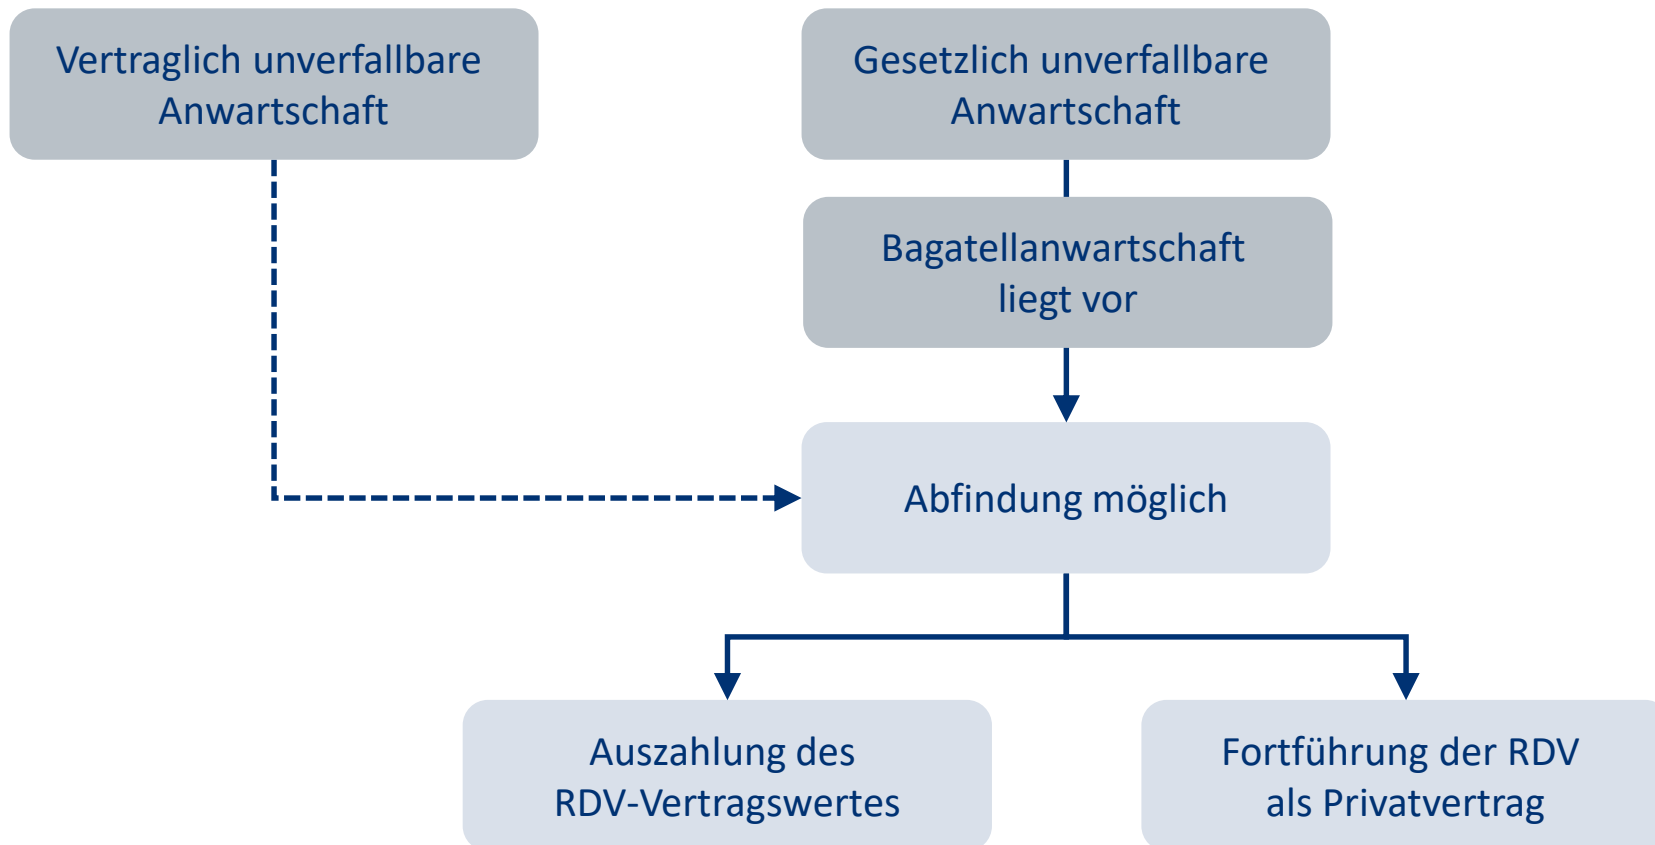 Vertraglich unverfallbare
Anwartschaft
Gesetzlich unverfallbare
Anwartschaft
Bagatellanwartschaft
liegt vor
Abfindung möglich
Auszahlung des
RDV-Vertragswertes
Fortführung der RDV
als Privatvertrag